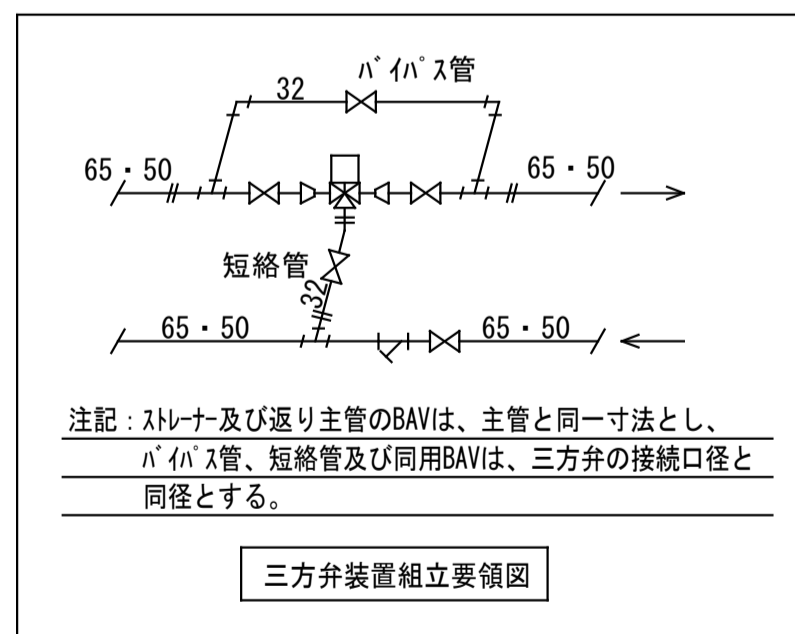 バイパス管
32
65・50
65・50
短絡管
32
65・50
65・50
注記：ストレーナー及び返り主管のBAVは、主管と同一寸法とし、
バイパス管、短絡管及び同用BAVは、三方弁の接続口径と
同径とする。
三方弁装置組立要領図